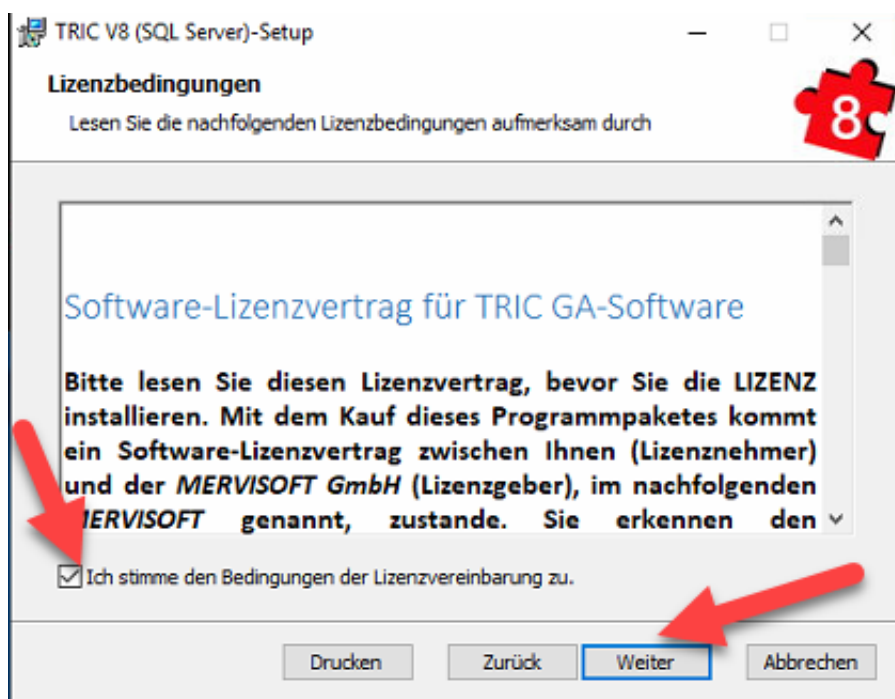 TRIC V8 (SQL Server)-Setup
Lizenzbedingungen
Lesen Sie die nachfolgenden Lizenzbedingungen aufmerksam durch
8
Software-Lizenzvertrag für TRIC GA-Software
Bitte lesen Sie diesen Lizenzvertrag, bevor Sie die LIZENZ
installieren. Mit dem Kauf dieses Programmpaketes kommt
ein Software-Lizenzvertrag zwischen Ihnen (Lizenznehmer)
und der MERVISOFT GmbH (Lizenzgeber), im nachfolgenden
MERVISOFT genannt, zustande. Sie erkennen den
Ich stimme den Bedingungen der Lizenzvereinbarung zu.
Drucken Zurück Weiter Abbrechen